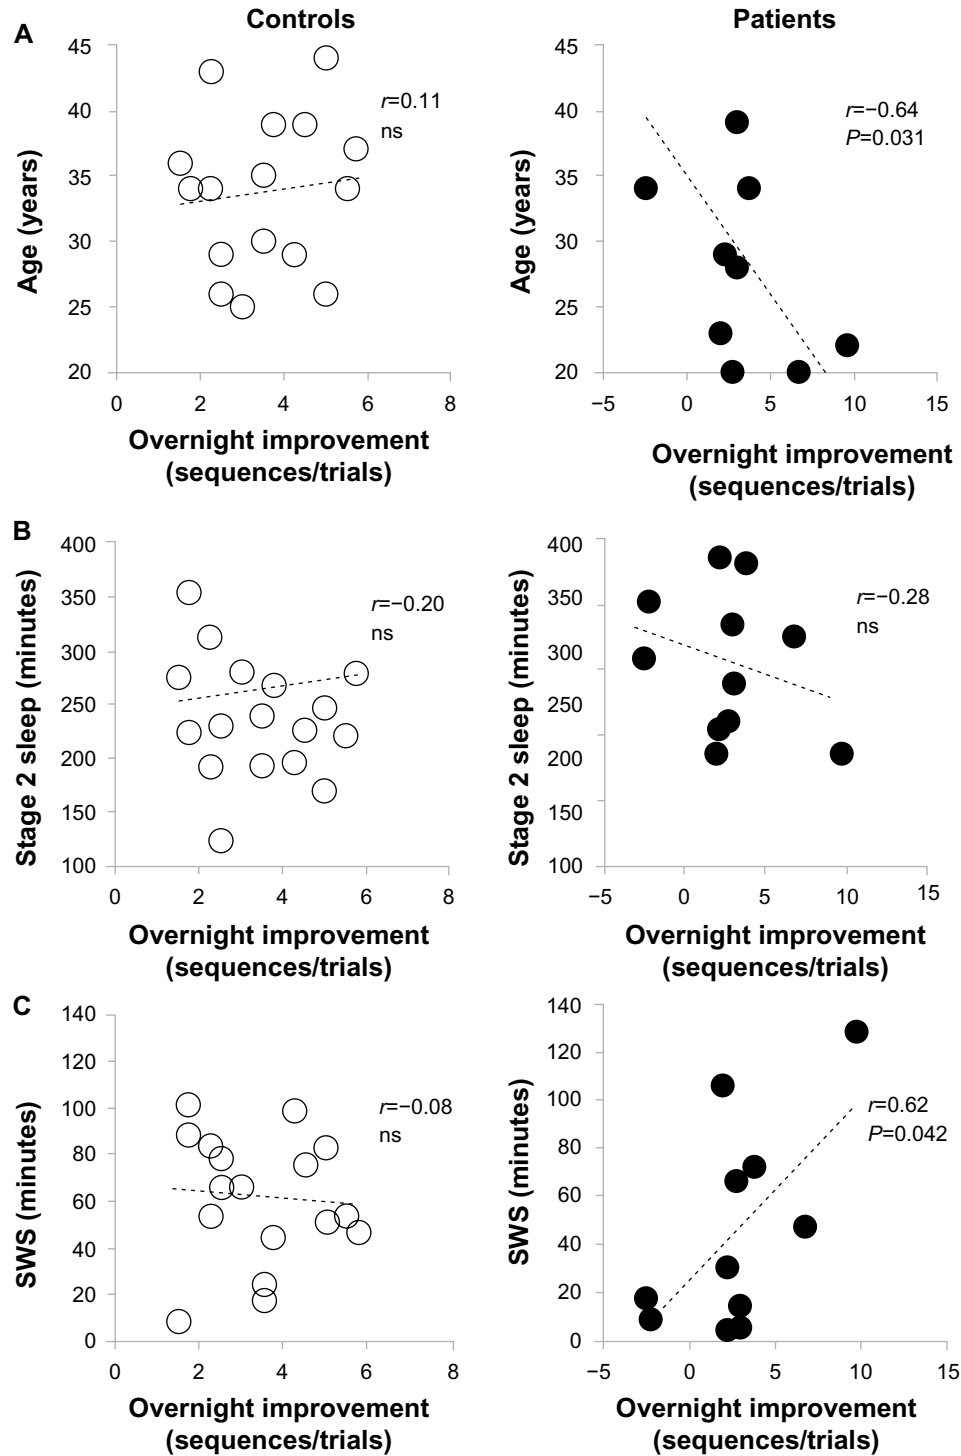 Controls
Patients
A
45
40
35
30
25
20
Age (years)
r=0.11
ns
0
2
4
6
8
Overnight improvement
(sequences/trials)
45
40
35
30
25
20
Age (years)
r=−0.64
P=0.031
−5
0
5
10
15
Overnight improvement
(sequences/trials)
B
400
350
300
250
200
150
100
Stage 2 sleep (minutes)
r=−0.20
ns
0
2
4
6
8
Overnight improvement
(sequences/trials)
400
350
300
250
200
150
100
Stage 2 sleep (minutes)
r=−0.28
ns
−5
0
5
10
15
Overnight improvement
(sequences/trials)
C
140
120
100
80
60
40
20
0
SWS (minutes)
r=−0.08
ns
0
2
4
6
8
Overnight improvement
(sequences/trials)
140
120
100
80
60
40
20
0
SWS (minutes)
r=0.62
P=0.042
−5
0
5
10
15
Overnight improvement
(sequences/trials)